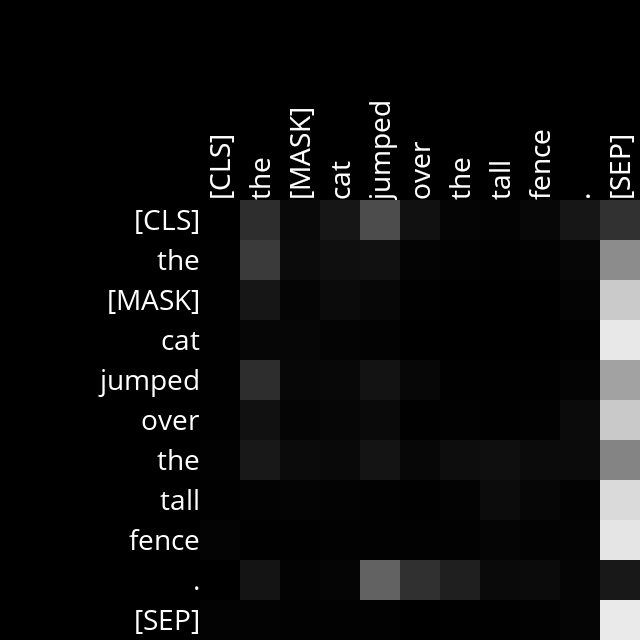 [CLS] the [MASK] cat jumped over the tall fence . [SEP]
[CLS]
the
[MASK]
cat
jumped
over
the
tall
fence
.
[SEP]